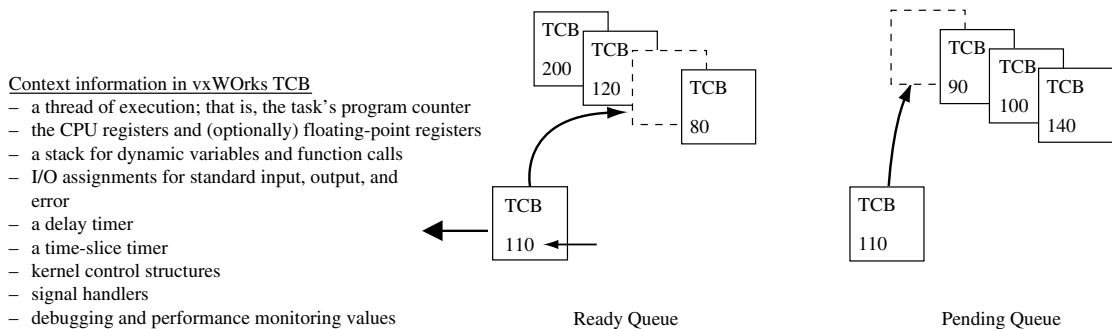 Context information in vxWOrks TCB
– a thread of execution; that is, the task's program counter
– the CPU registers and (optionally) floating-point registers
– a stack for dynamic variables and function calls
– I/O assignments for standard input, output, and
error
– a delay timer
– a time-slice timer
– kernel control structures
– signal handlers
– debugging and performance monitoring values
TCB
200
TCB
120
TCB
80
TCB
110
Ready Queue
TCB
90
TCB
100
TCB
140
TCB
110
Pending Queue